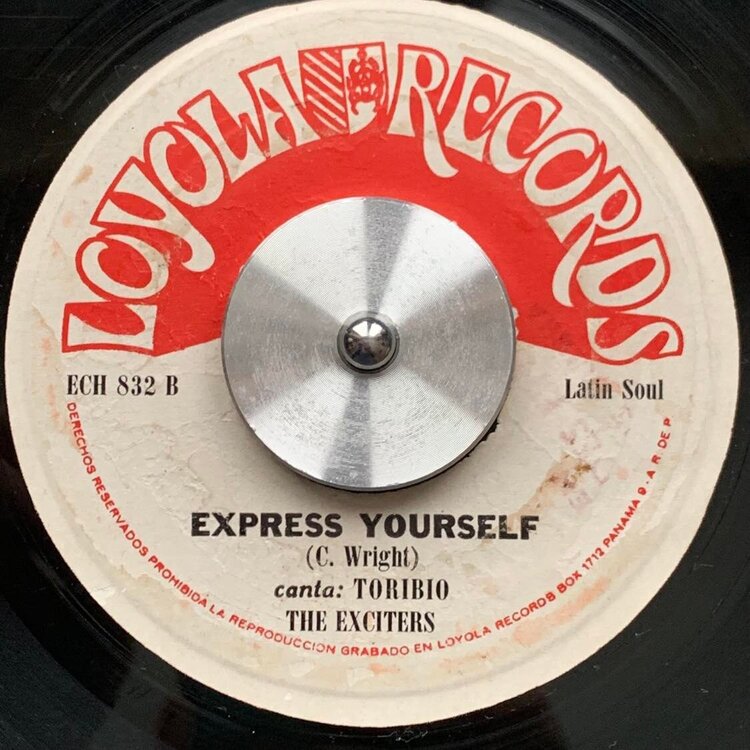 LOYOLA RECORDS
ECH 832 B
Latin Soul
EXPRESS YOURSELF
(C. Wright)
canta: TORIBIO
THE EXCITERS
DERECHOS RESERVADOS PROHIBIDA LA REPRODUCCION GRABADO EN LOYOLA RECORDS BOX 1712 PANAMA 9 - A R DE P